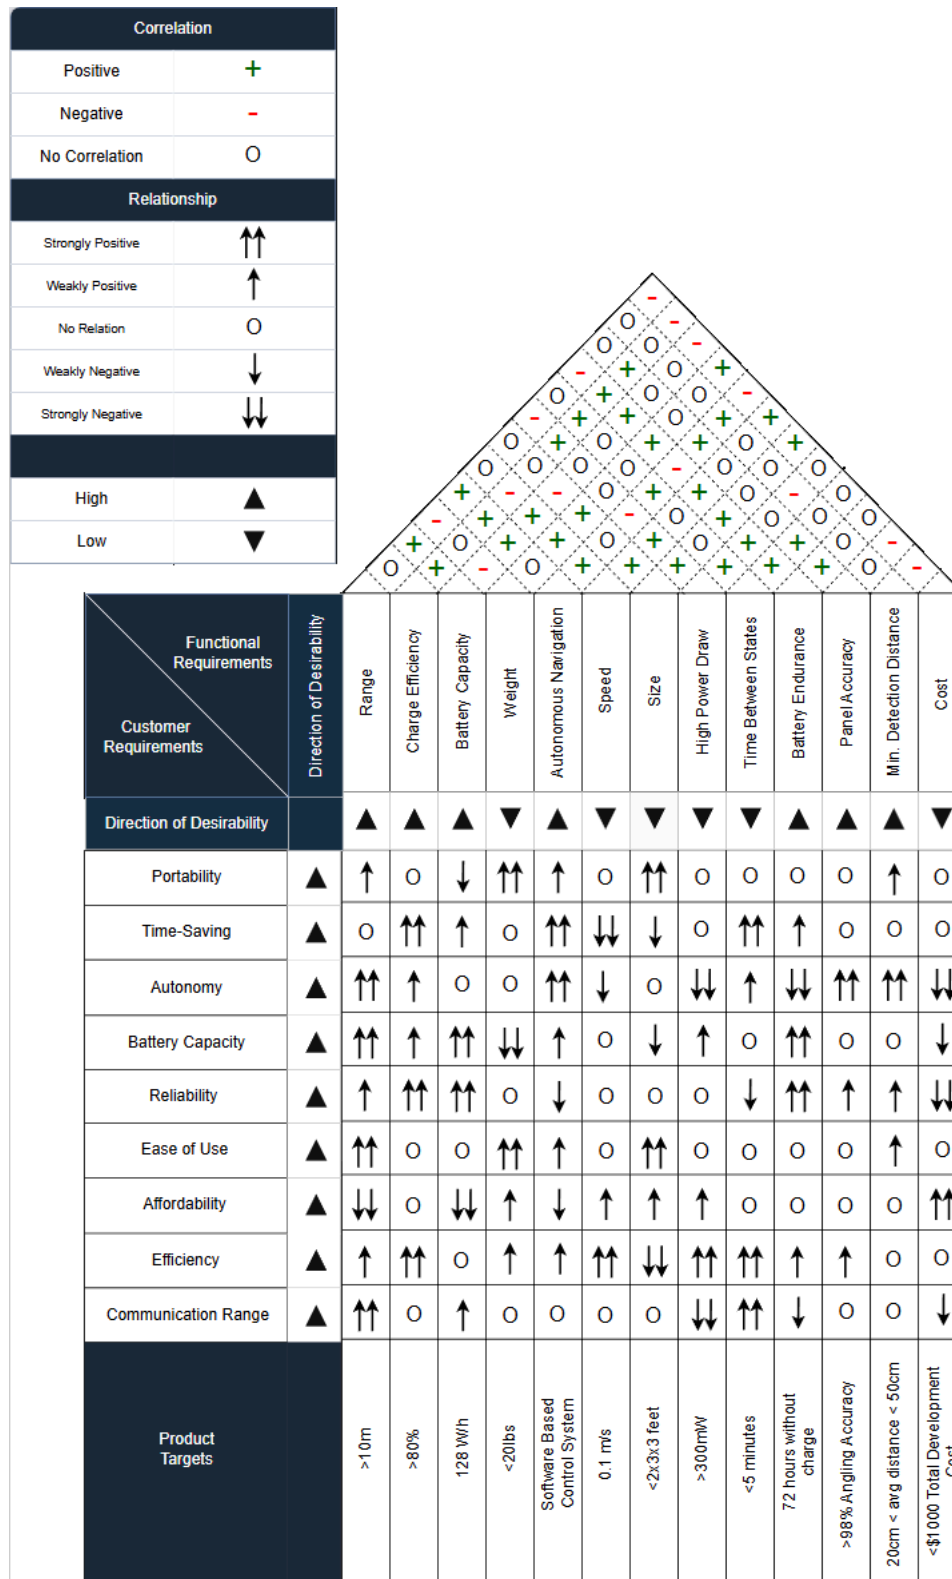 Correlation
Positive +
Negative -
No Correlation O
Relationship
Strongly Positive ↑↑
Weakly Positive ↑
No Relation O
Weakly Negative ↓
Strongly Negative ↓↓
High ▲
Low ▼
Functional
Requirements
Customer
Requirements
Direction of Desirability
Range
Charge Efficiency
Battery Capacity
Weight
Autonomous Navigation
Speed
Size
High Power Draw
Time Between States
Battery Endurance
Panel Accuracy
Min. Detection Distance
Cost
Direction of Desirability ▲ ▲ ▲ ▼ ▲ ▼ ▼ ▼ ▼ ▲ ▲ ▲ ▼
Portability ▲ ↑ O ↓ ↑↑ ↑ O ↑↑ O O O O ↑ O
Time-Saving ▲ O ↑↑ ↑ O ↑↑ ↓↓ ↓ O ↑↑ ↑ O O O
Autonomy ▲ ↑↑ ↑ O O ↑↑ ↓ O ↓↓ ↑ ↓↓ ↑↑ ↑↑ ↓↓
Battery Capacity ▲ ↑↑ ↑ ↑↑ ↓↓ ↑ O ↓ ↑ O ↑↑ O O ↓
Reliability ▲ ↑ ↑↑ ↑↑ O ↓ O O O ↓ ↑↑ ↑ ↑ ↓↓
Ease of Use ▲ ↑↑ O O ↑↑ ↑ O ↑↑ O O O O ↑ O
Affordability ▲ ↓↓ O ↓↓ ↑ ↓ ↑ ↑ ↑ O O O O ↑↑
Efficiency ▲ ↑ ↑↑ O ↑ ↑ ↑↑ ↓↓ ↑↑ ↑↑ ↑ ↑ O O
Communication Range ▲ ↑↑ O ↑ O O O O ↓↓ ↑↑ ↓ O O ↓
Product
Targets
>10m
>80%
128 W/h
<20lbs
Software Based
Control System
0.1 m/s
<2x3x3 feet
>300mW
<5 minutes
72 hours without
charge
>98% Angling Accuracy
20cm < avg distance < 50cm
<$1000 Total Development
Cost